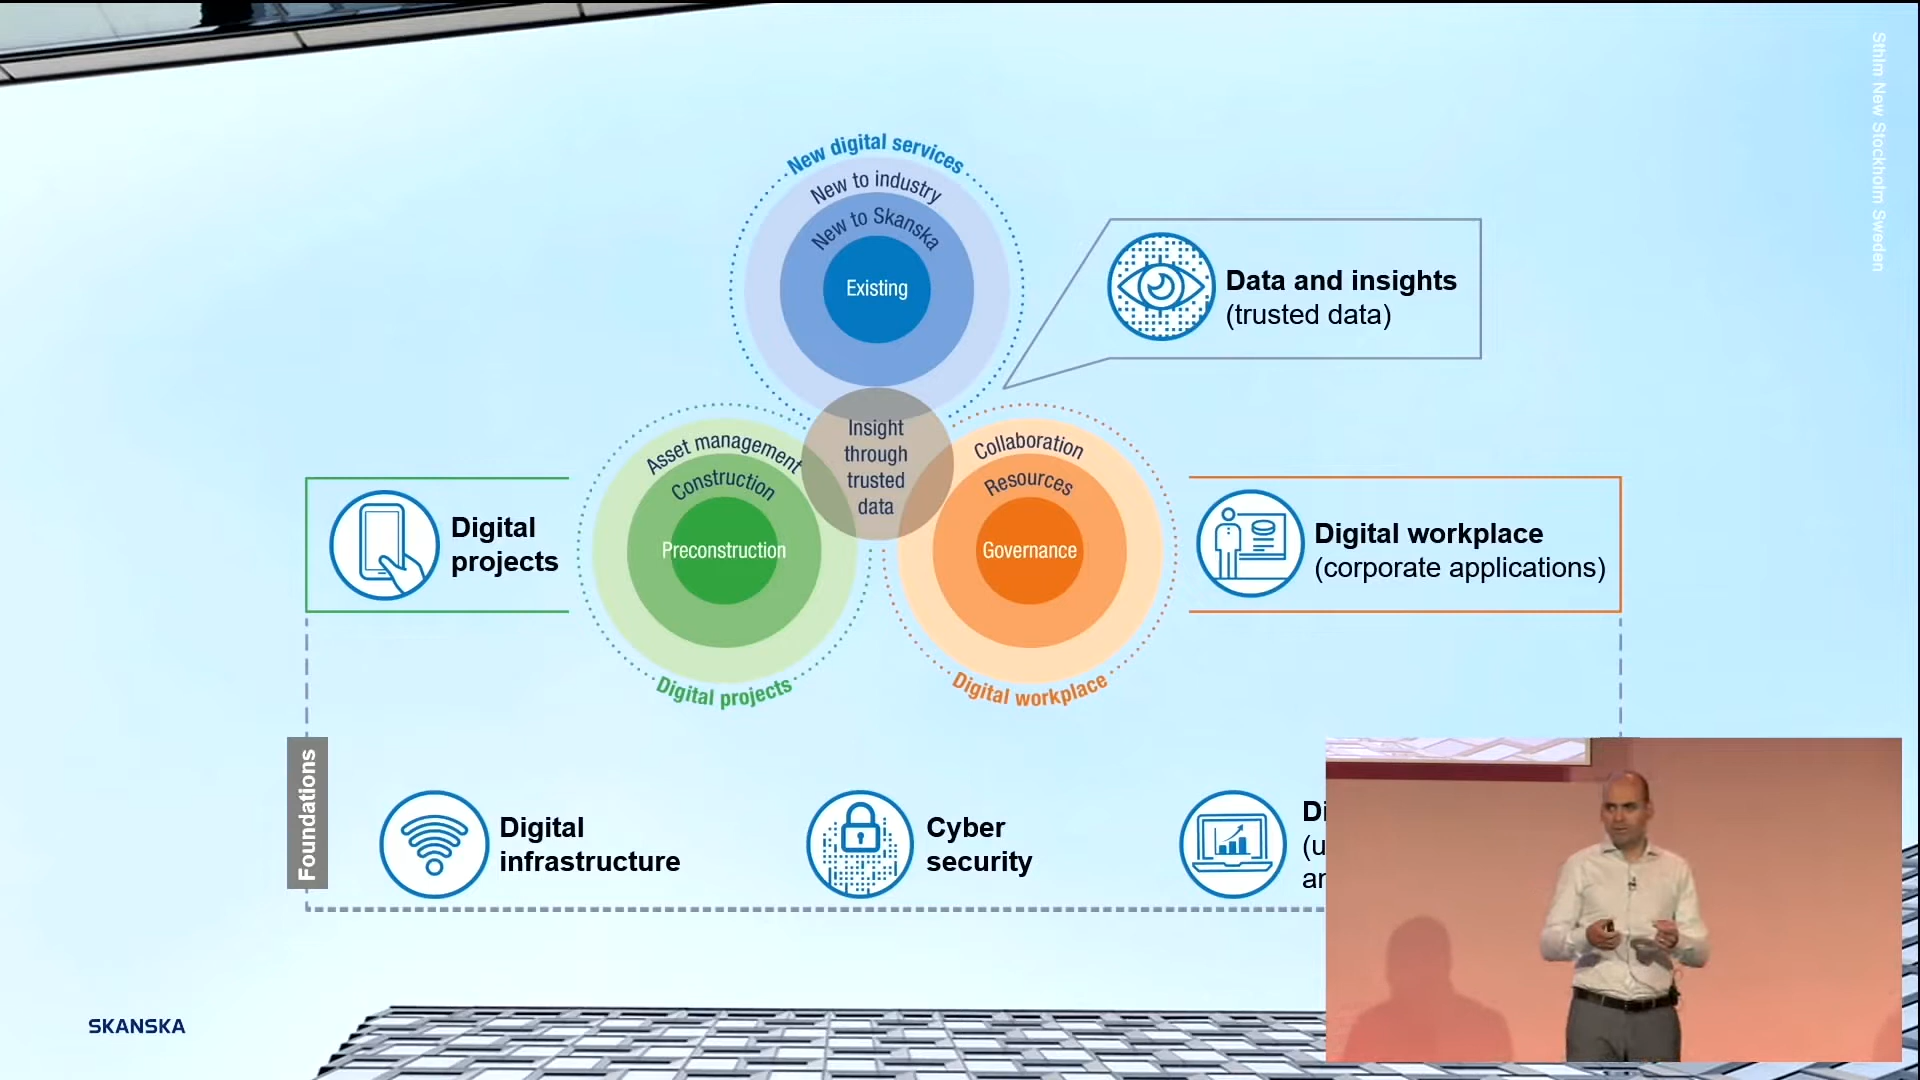 Sthlm New Stockholm Sweden
New digital services
New to industry
New to Skanska
Existing
Data and insights
(trusted data)
Insight
through
trusted
data
Asset management
Construction
Preconstruction
Digital projects
Collaboration
Resources
Governance
Digital workplace
Digital
projects
Digital workplace
(corporate applications)
Foundations
Digital
infrastructure
Cyber
security
SKANSKA